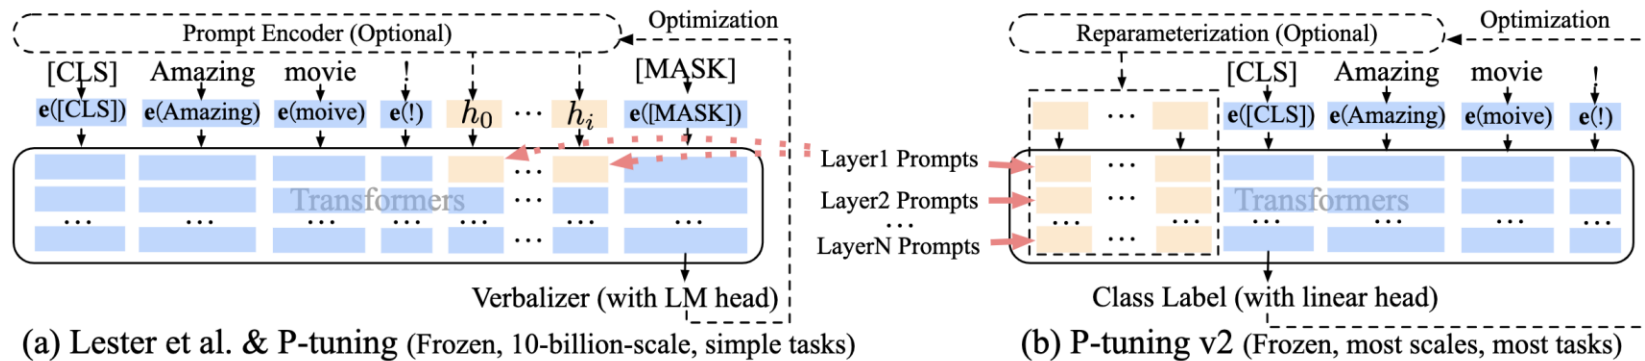 Prompt Encoder (Optional)
Optimization
[CLS] Amazing movie ! [MASK]
e([CLS]) e(Amazing) e(moive) e(!) h0 ... hi e([MASK])
...
Transformers
...
... ... ... ... ... ... ... ...
...
Verbalizer (with LM head)
(a) Lester et al. & P-tuning (Frozen, 10-billion-scale, simple tasks)
Layer1 Prompts
Layer2 Prompts
...
LayerN Prompts
Reparameterization (Optional)
Optimization
[CLS] Amazing movie !
... e([CLS]) e(Amazing) e(moive) e(!)
...
... Transformers
... ... ... ... ... ...
...
Class Label (with linear head)
(b) P-tuning v2 (Frozen, most scales, most tasks)